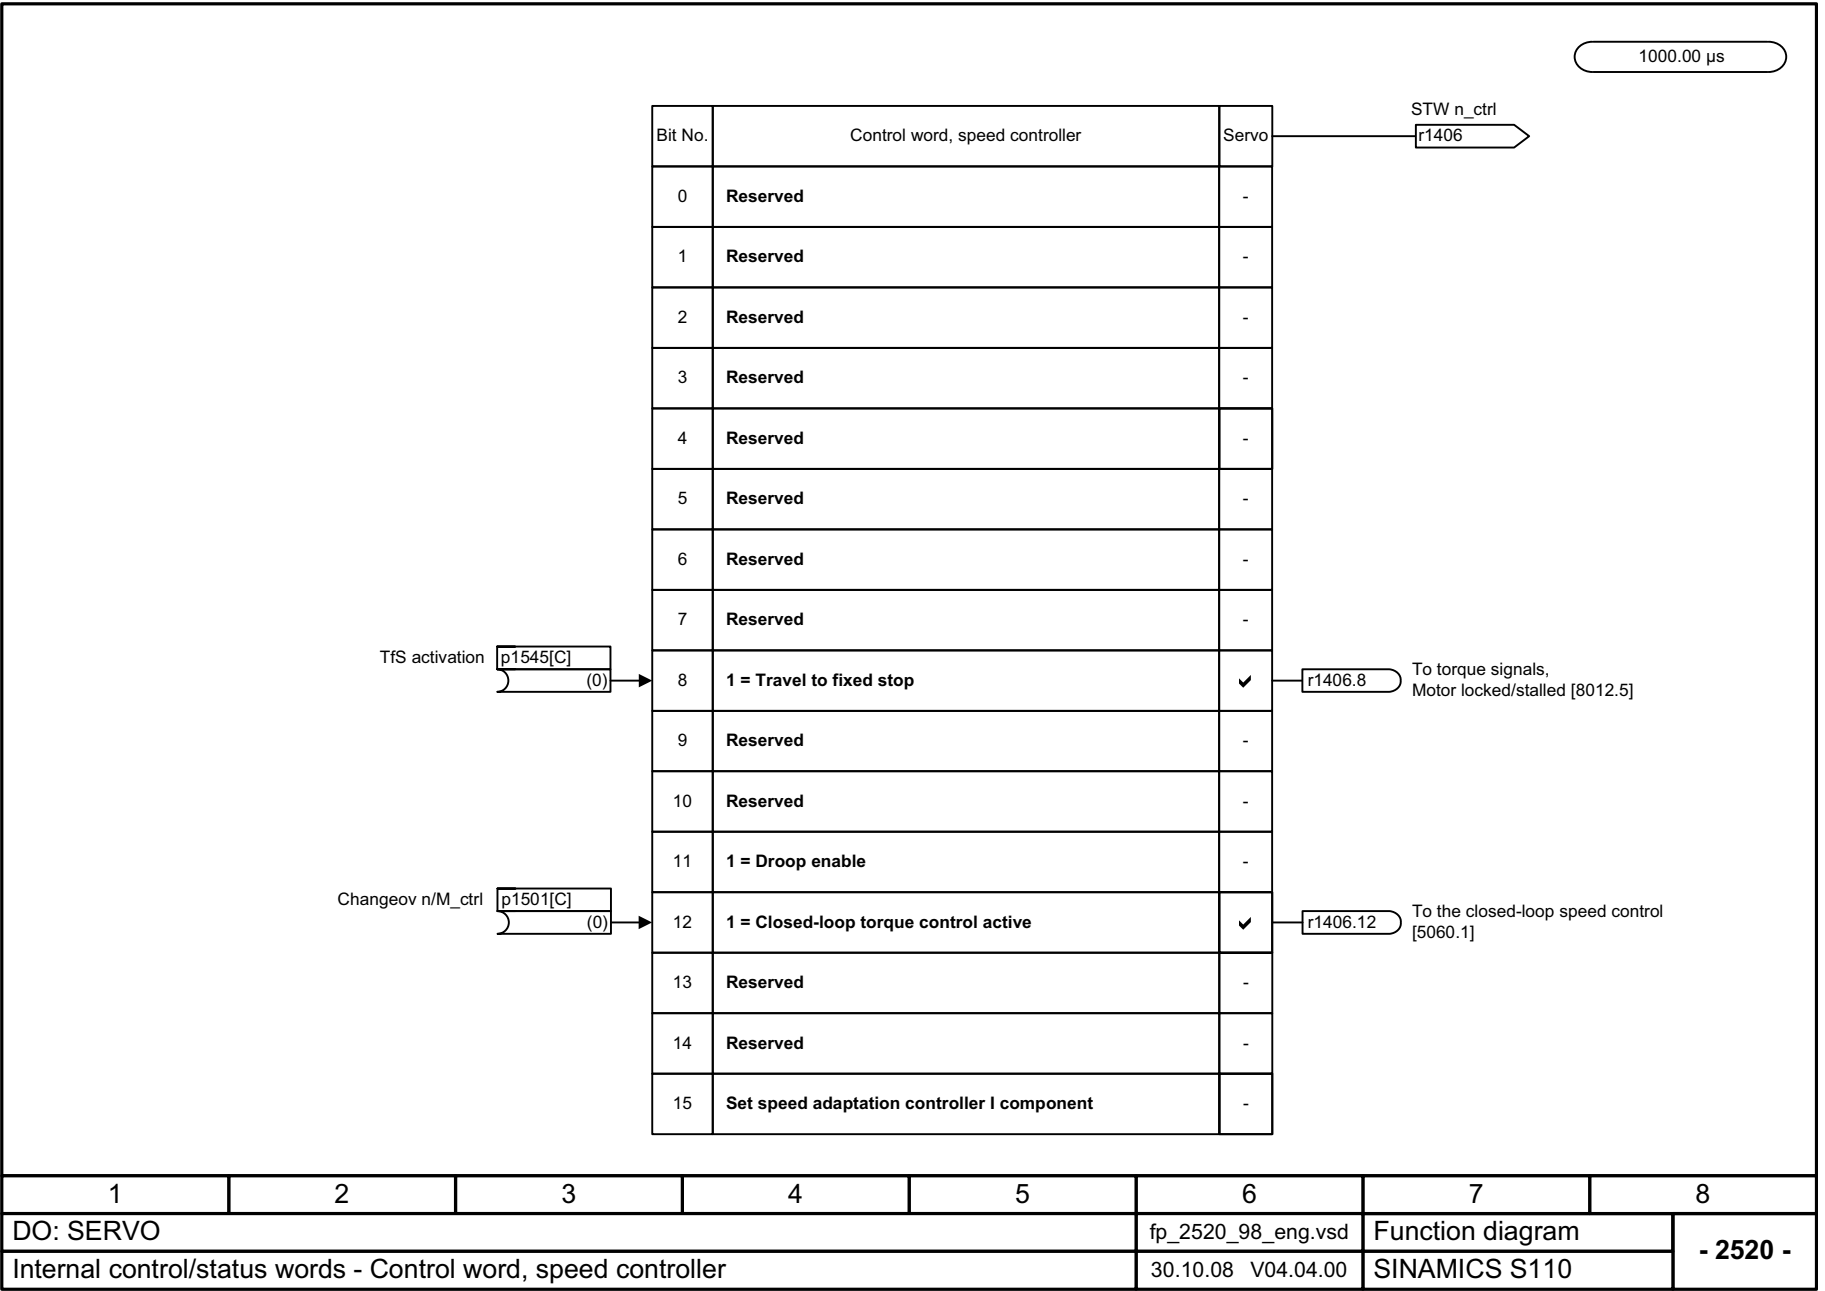 1000.00 µs
STW n_ctrl
Bit No. Control word, speed controller Servo r1406
0 Reserved -
1 Reserved -
2 Reserved -
3 Reserved -
4 Reserved -
5 Reserved -
6 Reserved -
7 Reserved -
TfS activation p1545[C]
(0) 8 1 = Travel to fixed stop ✔ r1406.8
To torque signals,
Motor locked/stalled [8012.5]
9 Reserved -
10 Reserved -
11 1 = Droop enable -
Changeov n/M_ctrl p1501[C]
(0) 12 1 = Closed-loop torque control active ✔ r1406.12
To the closed-loop speed control
[5060.1]
13 Reserved -
14 Reserved -
15 Set speed adaptation controller I component -
1 2 3 4 5 6 7 8
DO: SERVO fp_2520_98_eng.vsd Function diagram
- 2520 -
Internal control/status words - Control word, speed controller 30.10.08 V04.04.00 SINAMICS S110